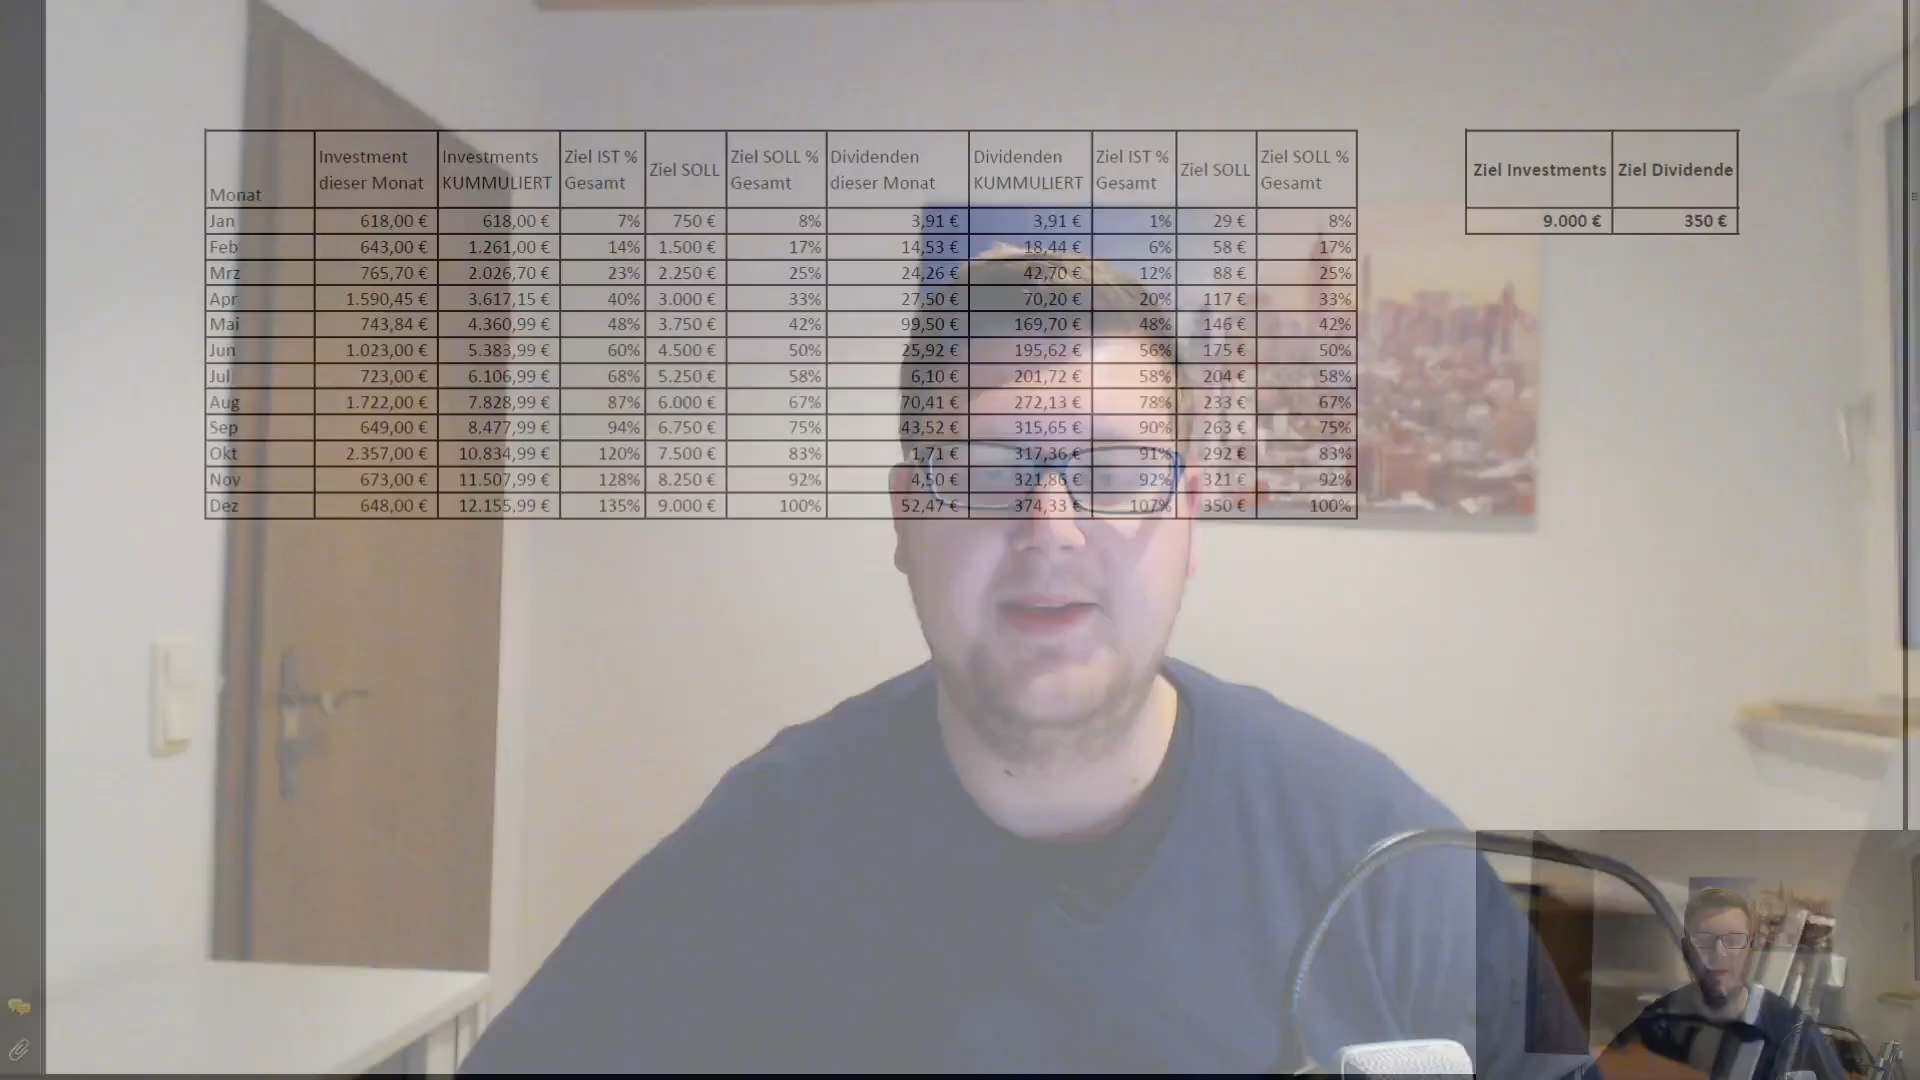 Monat | Investment dieser Monat | Investments KUMMULIERT | Ziel IST % Gesamt | Ziel SOLL | Ziel SOLL % Gesamt | Dividenden dieser Monat | Dividenden KUMMULIERT | Ziel IST % Gesamt | Ziel SOLL | Ziel SOLL % Gesamt
Jan | 618,00 € | 618,00 € | 7% | 750 € | 8% | 3,91 € | 3,91 € | 1% | 29 € | 8%
Feb | 643,00 € | 1.261,00 € | 14% | 1.500 € | 17% | 14,53 € | 18,44 € | 6% | 58 € | 17%
Mrz | 765,70 € | 2.026,70 € | 23% | 2.250 € | 25% | 24,26 € | 42,70 € | 12% | 88 € | 25%
Apr | 1.590,45 € | 3.617,15 € | 40% | 3.000 € | 33% | 27,50 € | 70,20 € | 20% | 117 € | 33%
Mai | 743,84 € | 4.360,99 € | 48% | 3.750 € | 42% | 99,50 € | 169,70 € | 48% | 146 € | 42%
Jun | 1.023,00 € | 5.383,99 € | 60% | 4.500 € | 50% | 25,92 € | 195,62 € | 56% | 175 € | 50%
Jul | 723,00 € | 6.106,99 € | 68% | 5.250 € | 58% | 6,10 € | 201,72 € | 58% | 204 € | 58%
Aug | 1.722,00 € | 7.828,99 € | 87% | 6.000 € | 67% | 70,41 € | 272,13 € | 78% | 233 € | 67%
Sep | 649,00 € | 8.477,99 € | 94% | 6.750 € | 75% | 43,52 € | 315,65 € | 90% | 263 € | 75%
Okt | 2.357,00 € | 10.834,99 € | 120% | 7.500 € | 83% | 1,71 € | 317,36 € | 91% | 292 € | 83%
Nov | 673,00 € | 11.507,99 € | 128% | 8.250 € | 92% | 4,50 € | 321,86 € | 92% | 321 € | 92%
Dez | 648,00 € | 12.155,99 € | 135% | 9.000 € | 100% | 52,47 € | 374,33 € | 107% | 350 € | 100%
Ziel Investments | Ziel Dividende
9.000 € | 350 €